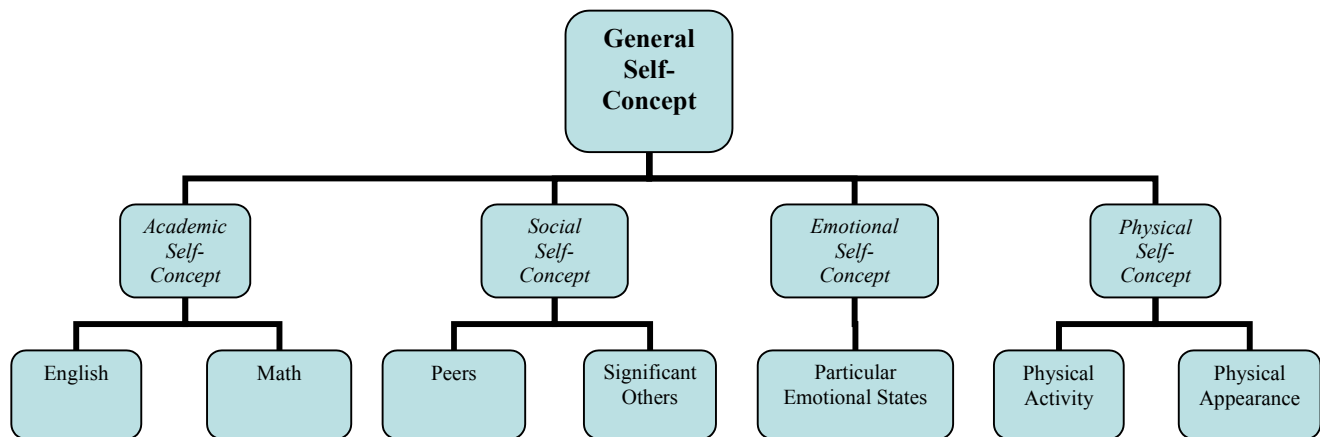 General
Self-
Concept
Academic
Self-
Concept
Social
Self-
Concept
Emotional
Self-
Concept
Physical
Self-
Concept
English
Math
Peers
Significant
Others
Particular
Emotional States
Physical
Activity
Physical
Appearance